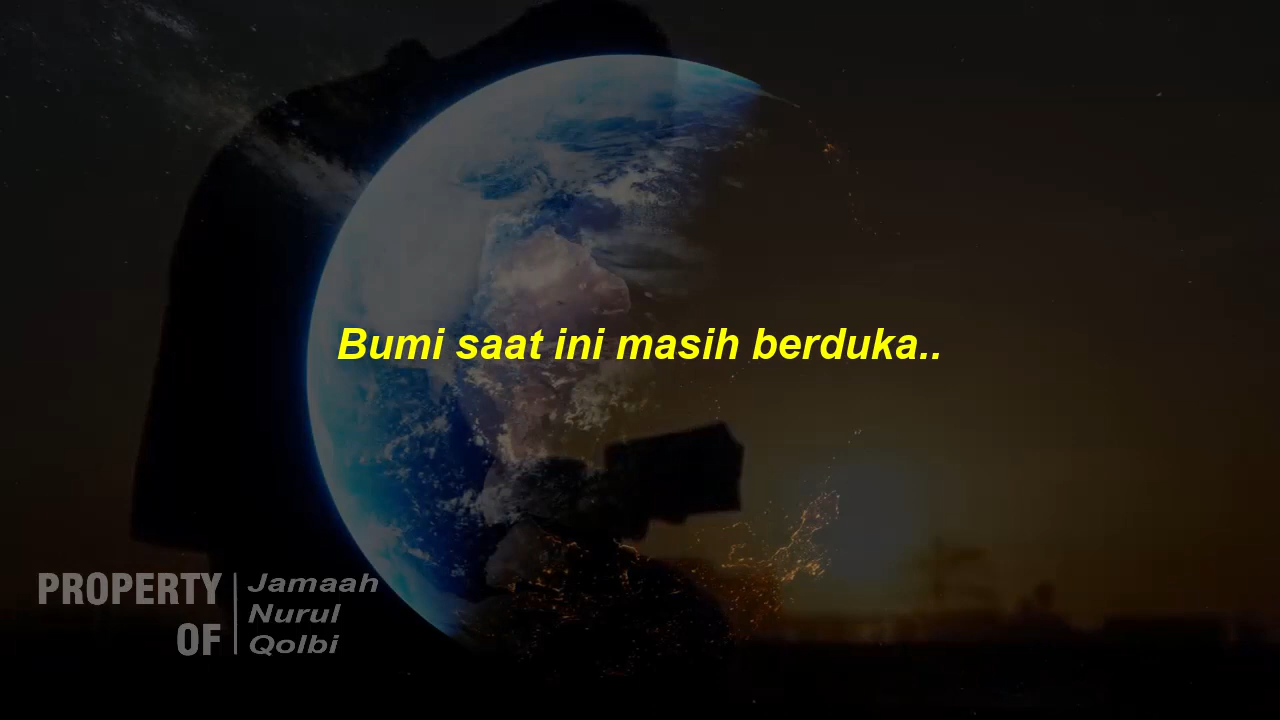 Bumi saat ini masih berduka..
PROPERTY OF
Jamaah
Nurul
Qolbi